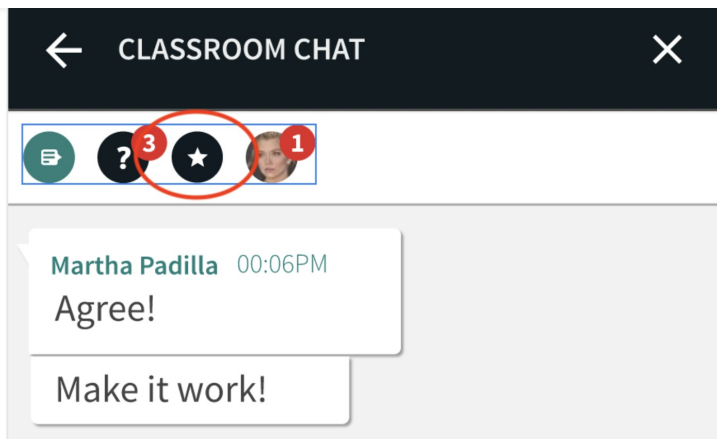 CLASSROOM CHAT
? 3 1
Martha Padilla 00:06PM
Agree!
Make it work!